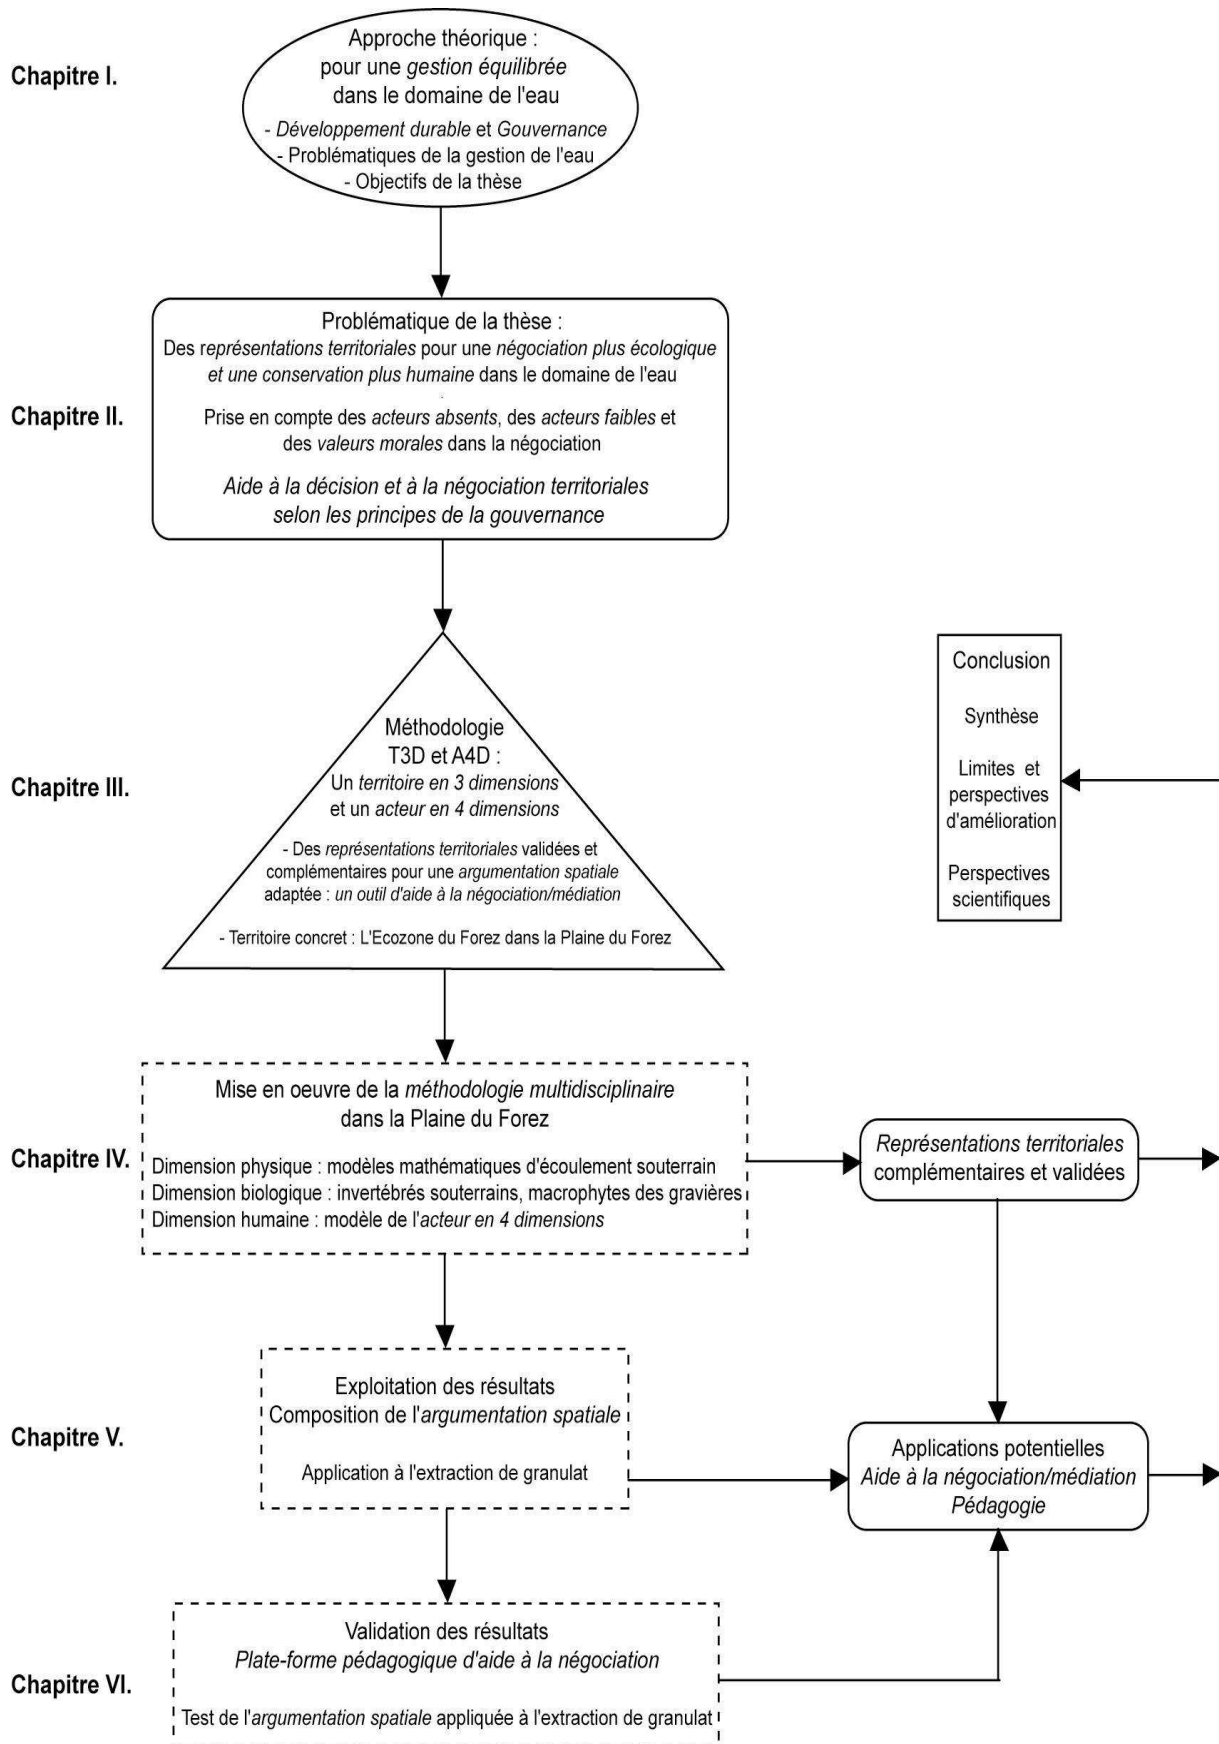 Chapitre I.
Approche théorique :
pour une gestion équilibrée
dans le domaine de l'eau
- Développement durable et Gouvernance
- Problématiques de la gestion de l'eau
- Objectifs de la thèse
Chapitre II.
Problématique de la thèse :
Des représentations territoriales pour une négociation plus écologique
et une conservation plus humaine dans le domaine de l'eau
Prise en compte des acteurs absents, des acteurs faibles et
des valeurs morales dans la négociation
Aide à la décision et à la négociation territoriales
selon les principes de la gouvernance
Chapitre III.
Méthodologie
T3D et A4D :
Un territoire en 3 dimensions
et un acteur en 4 dimensions
- Des représentations territoriales validées et
complémentaires pour une argumentation spatiale
adaptée : un outil d'aide à la négociation/médiation
- Territoire concret : L'Ecozone du Forez dans la Plaine du Forez
Conclusion
Synthèse
Limites et
perspectives
d'amélioration
Perspectives
scientifiques
Chapitre IV.
Mise en oeuvre de la méthodologie multidisciplinaire
dans la Plaine du Forez
Dimension physique : modèles mathématiques d'écoulement souterrain
Dimension biologique : invertébrés souterrains, macrophytes des gravières
Dimension humaine : modèle de l'acteur en 4 dimensions
Représentations territoriales
complémentaires et validées
Chapitre V.
Exploitation des résultats
Composition de l'argumentation spatiale
Application à l'extraction de granulat
Applications potentielles
Aide à la négociation/médiation
Pédagogie
Chapitre VI.
Validation des résultats
Plate-forme pédagogique d'aide à la négociation
Test de l'argumentation spatiale appliquée à l'extraction de granulat